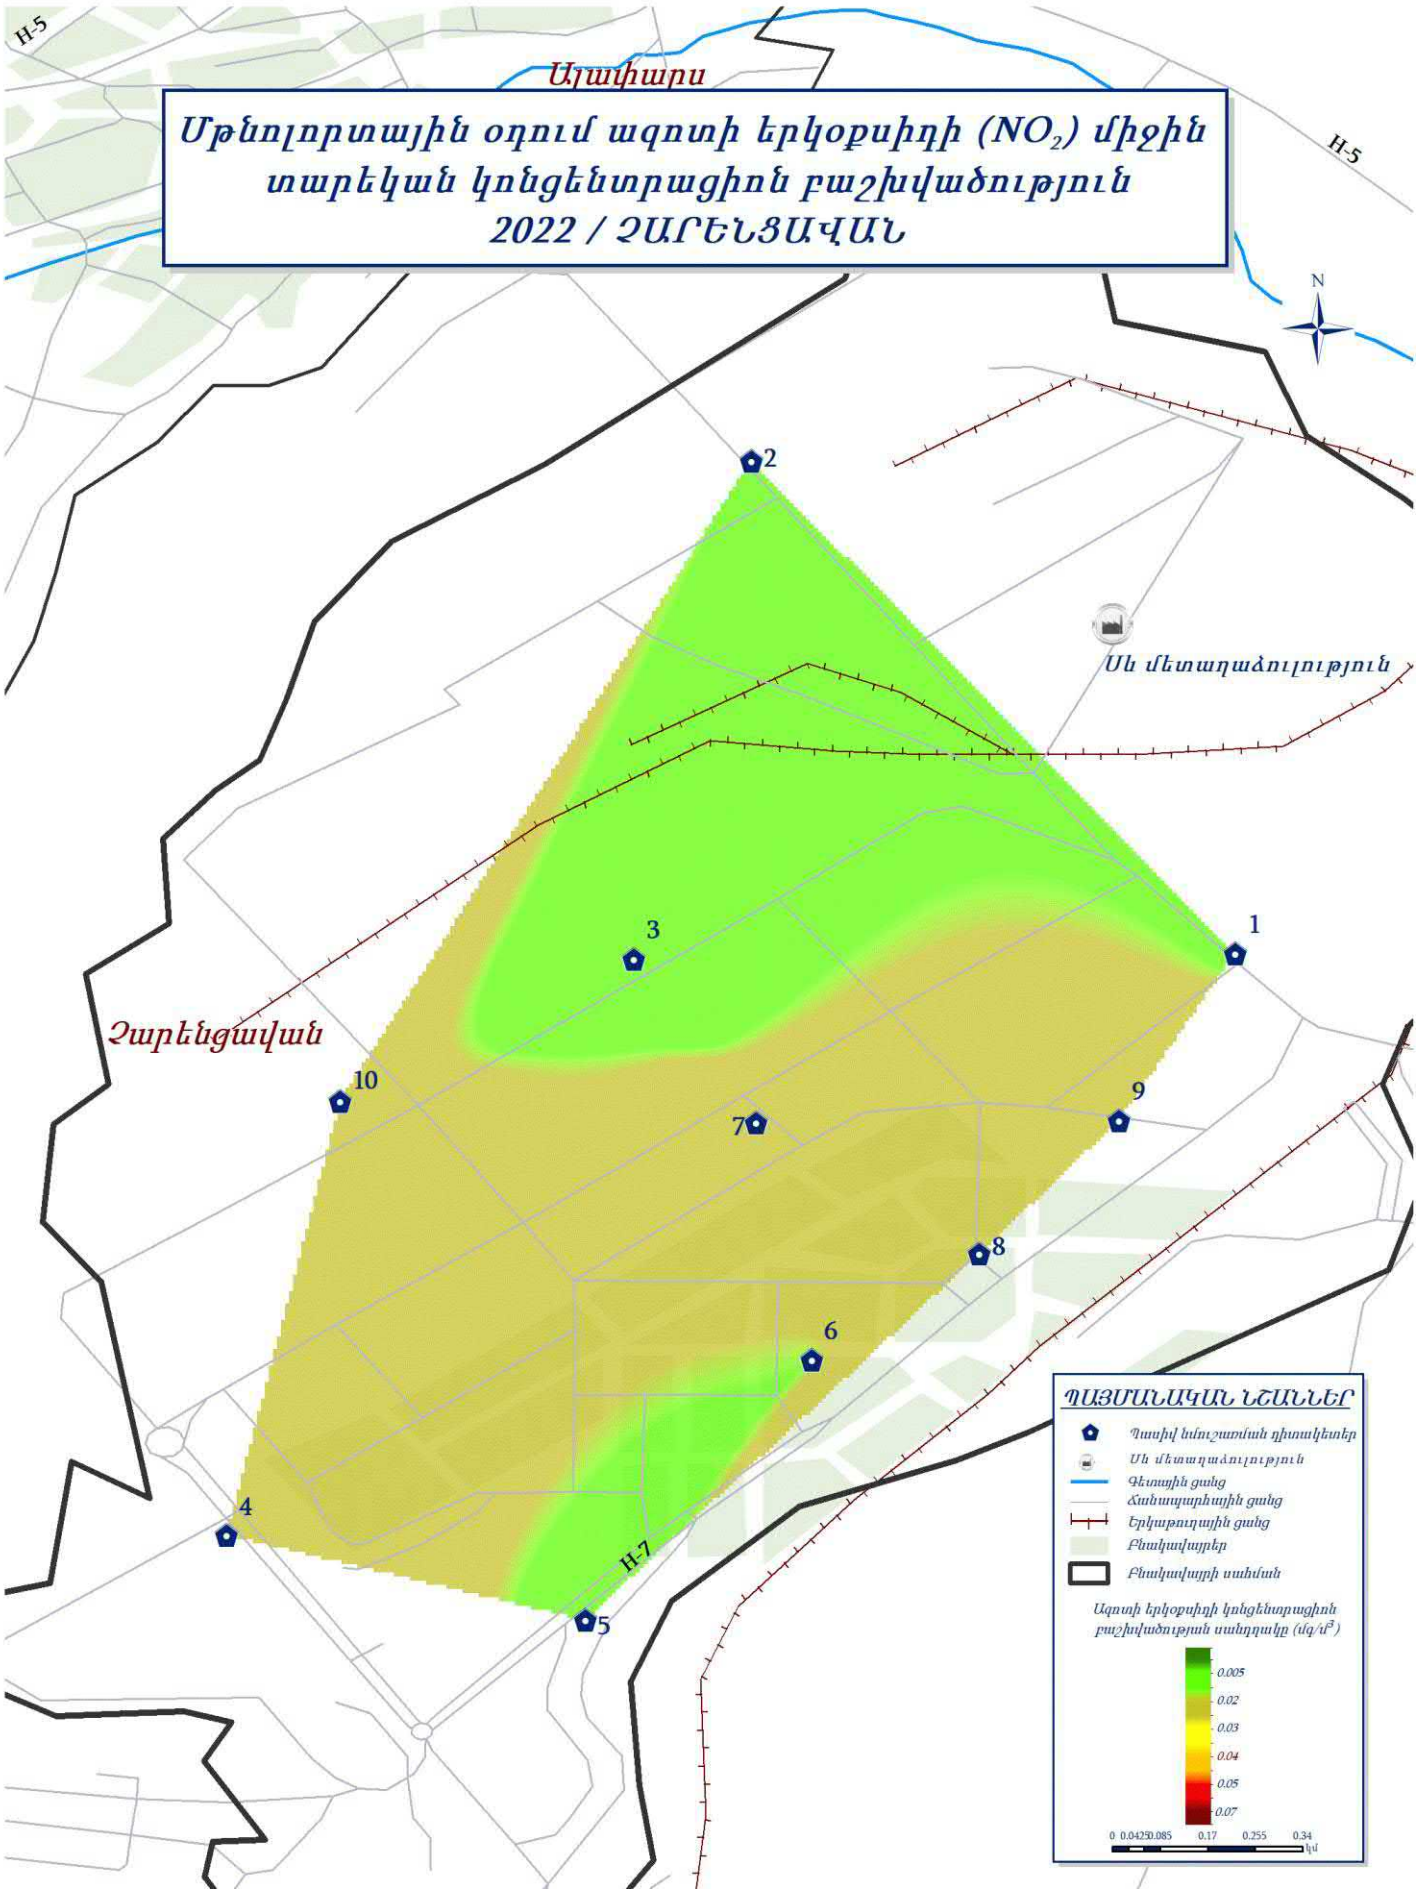 H-5
Ալափարս
Մթնոլորտային օդում ազոտի երկօքսիդի (NO₂) միջին
տարեկան կոնցենտրացիոն բաշխվածություն
2022 / ՉԱՐԵՆՑԱՎԱՆ
H-5
N
2
Սև մետաղաձուլություն
3
1
Չարենցավան
10
7
9
8
6
4
H-7
5
ՊԱՅՄԱՆԱԿԱՆ ՆՇԱՆՆԵՐ
Պասիվ նմուշառման դիտակետեր
Սև մետաղաձուլություն
Գետային ցանց
Ճանապարհային ցանց
Երկաթուղային ցանց
Բնակավայրեր
Բնակավայրի սահման
Ազոտի երկօքսիդի կոնցենտրացիոն
բաշխվածության սանդղակը (մգ/մ³)
0.005
0.02
0.03
0.04
0.05
0.07
0 0.0425 0.085 0.17 0.255 0.34
կմ